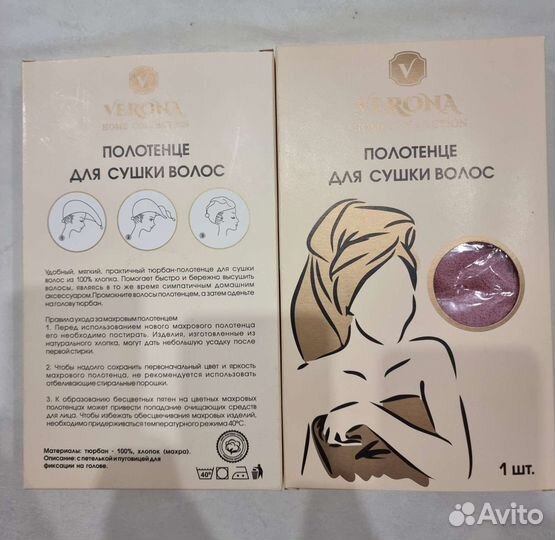 VERONA
HOME COLLECTION
ПОЛОТЕНЦЕ
ДЛЯ СУШКИ ВОЛОС
1
2
3
Удобный, мягкий, практичный тюрбан-полотенце для сушки
волос из 100% хлопка. Помогает быстро и бережно высушить
волосы, являясь в то же время симпатичным домашним
аксессуаром. Промокните волосы полотенцем, а затем оденьте
на голову тюрбан.
Правила ухода за махровым полотенцем
1. Перед использованием нового махрового полотенца
его необходимо постирать. Изделия, изготовленные из
натурального хлопка, могут дать небольшую усадку после
первой стирки.
2. Чтобы надолго сохранить первоначальный цвет и яркость
махрового полотенца, не рекомендуется использовать
отбеливающие стиральные порошки.
3. К образованию бесцветных пятен на цветных махровых
полотенцах может привести попадание очищающих средств
для лица. Чтобы избежать обесцвечивания махровых изделий,
необходимо придерживаться температурного режима 40°C.
Материалы: тюрбан - 100%, хлопок (махра).
Описание: с петелькой и пуговицей для
фиксации на голове.
40°
V
VERONA
HOME COLLECTION
ПОЛОТЕНЦЕ
ДЛЯ СУШКИ ВОЛОС
1 шт.
Avito